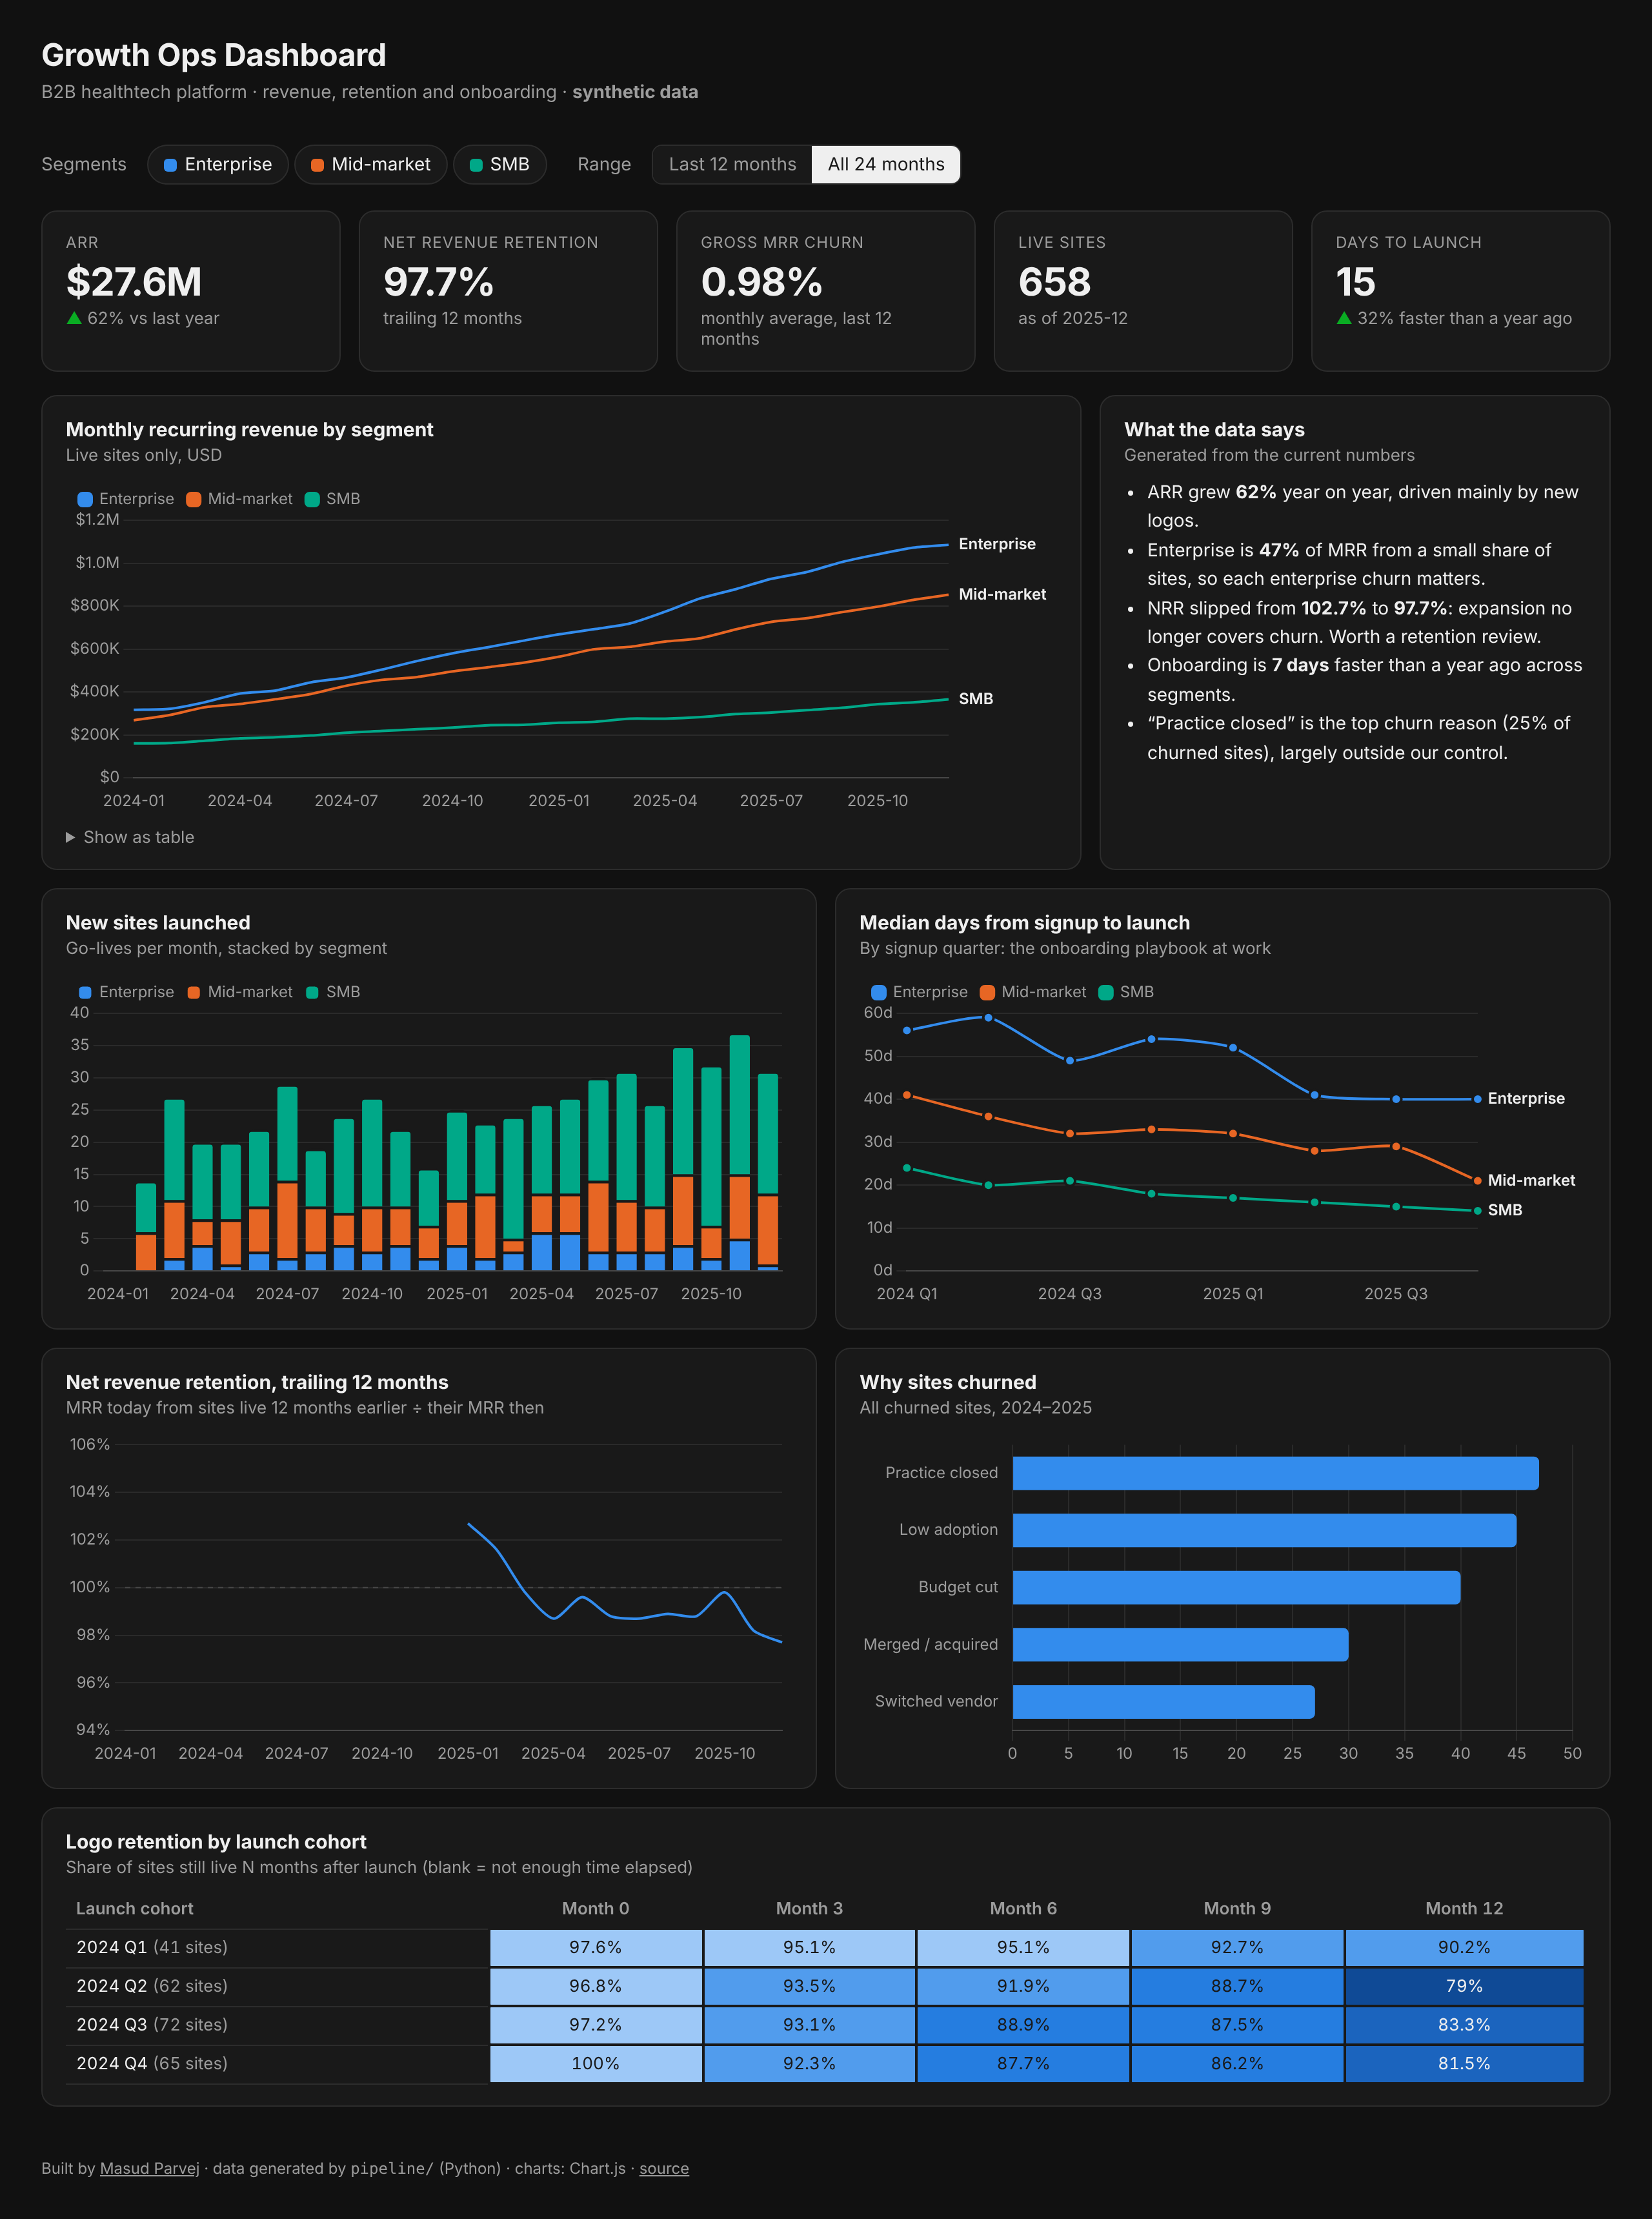 Growth Ops Dashboard
B2B healthtech platform · revenue, retention and onboarding · synthetic data
Segments Enterprise Mid-market SMB Range Last 12 months All 24 months
ARR
$27.6M
▲ 62% vs last year
NET REVENUE RETENTION
97.7%
trailing 12 months
GROSS MRR CHURN
0.98%
monthly average, last 12
months
LIVE SITES
658
as of 2025-12
DAYS TO LAUNCH
15
▲ 32% faster than a year ago
Monthly recurring revenue by segment
Live sites only, USD
Enterprise Mid-market SMB
$1.2M
$1.0M
$800K
$600K
$400K
$200K
$0
Enterprise
Mid-market
SMB
2024-01 2024-04 2024-07 2024-10 2025-01 2025-04 2025-07 2025-10
▶ Show as table
What the data says
Generated from the current numbers
• ARR grew 62% year on year, driven mainly by new
logos.
• Enterprise is 47% of MRR from a small share of
sites, so each enterprise churn matters.
• NRR slipped from 102.7% to 97.7%: expansion no
longer covers churn. Worth a retention review.
• Onboarding is 7 days faster than a year ago across
segments.
• “Practice closed” is the top churn reason (25% of
churned sites), largely outside our control.
New sites launched
Go-lives per month, stacked by segment
Enterprise Mid-market SMB
40
35
30
25
20
15
10
5
0
2024-01 2024-04 2024-07 2024-10 2025-01 2025-04 2025-07 2025-10
Median days from signup to launch
By signup quarter: the onboarding playbook at work
Enterprise Mid-market SMB
60d
50d
40d
30d
20d
10d
0d
Enterprise
Mid-market
SMB
2024 Q1 2024 Q3 2025 Q1 2025 Q3
Net revenue retention, trailing 12 months
MRR today from sites live 12 months earlier ÷ their MRR then
106%
104%
102%
100%
98%
96%
94%
2024-01 2024-04 2024-07 2024-10 2025-01 2025-04 2025-07 2025-10
Why sites churned
All churned sites, 2024–2025
Practice closed
Low adoption
Budget cut
Merged / acquired
Switched vendor
0 5 10 15 20 25 30 35 40 45 50
Logo retention by launch cohort
Share of sites still live N months after launch (blank = not enough time elapsed)
Launch cohort Month 0 Month 3 Month 6 Month 9 Month 12
2024 Q1 (41 sites) 97.6% 95.1% 95.1% 92.7% 90.2%
2024 Q2 (62 sites) 96.8% 93.5% 91.9% 88.7% 79%
2024 Q3 (72 sites) 97.2% 93.1% 88.9% 87.5% 83.3%
2024 Q4 (65 sites) 100% 92.3% 87.7% 86.2% 81.5%
Built by Masud Parvej · data generated by pipeline/ (Python) · charts: Chart.js · source